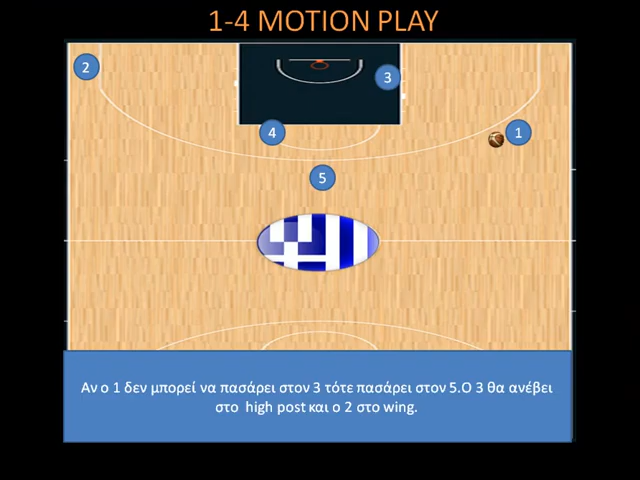 1-4 MOTION PLAY
2
3
4
1
5
Αν ο 1 δεν μπορεί να πασάρει στον 3 τότε πασάρει στον 5.Ο 3 θα ανέβει
στο  high post και ο 2 στο wing.